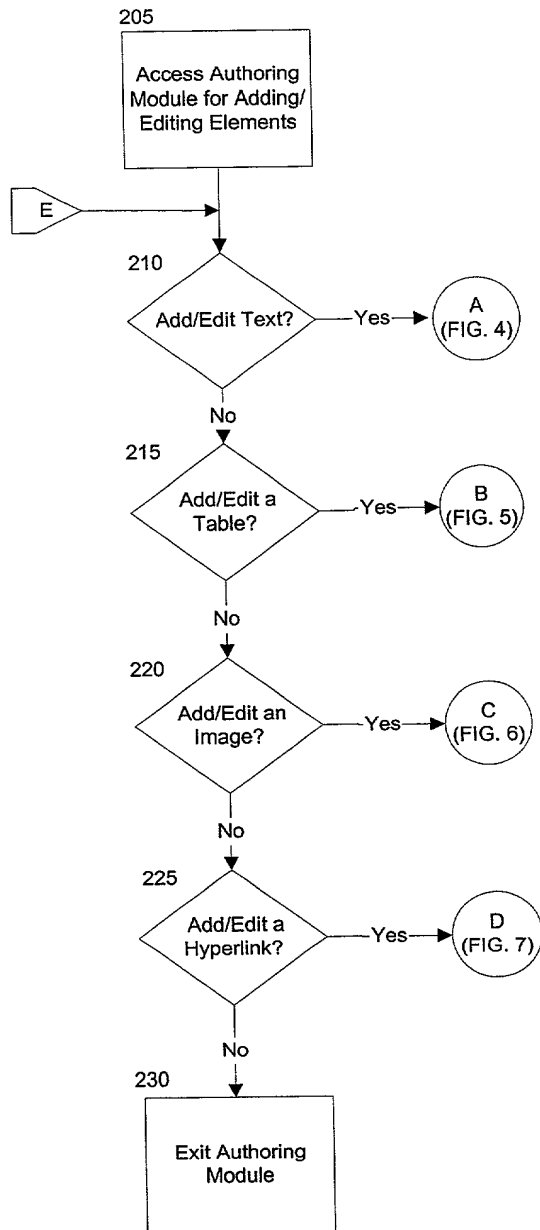 205
Access Authoring
Module for Adding/
Editing Elements
E
210
Add/Edit Text?
Yes
A
(FIG. 4)
No
215
Add/Edit a
Table?
Yes
B
(FIG. 5)
No
220
Add/Edit an
Image?
Yes
C
(FIG. 6)
No
225
Add/Edit a
Hyperlink?
Yes
D
(FIG. 7)
No
230
Exit Authoring
Module